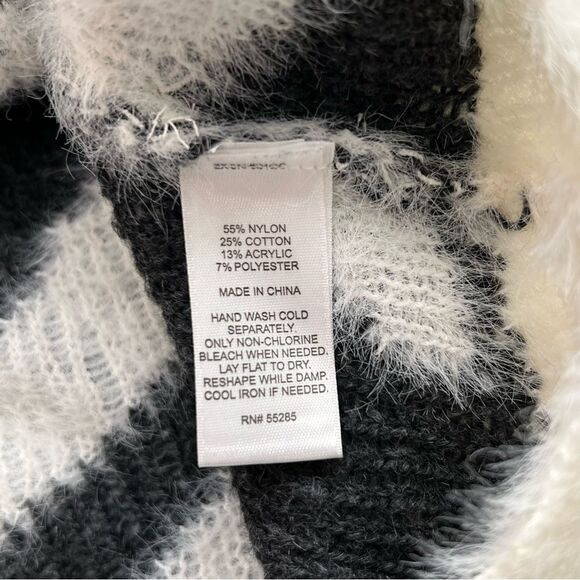 55% NYLON
25% COTTON
13% ACRYLIC
7% POLYESTER
MADE IN CHINA
HAND WASH COLD
SEPARATELY.
ONLY NON-CHLORINE
BLEACH WHEN NEEDED.
LAY FLAT TO DRY.
RESHAPE WHILE DAMP.
COOL IRON IF NEEDED.
RN# 55285